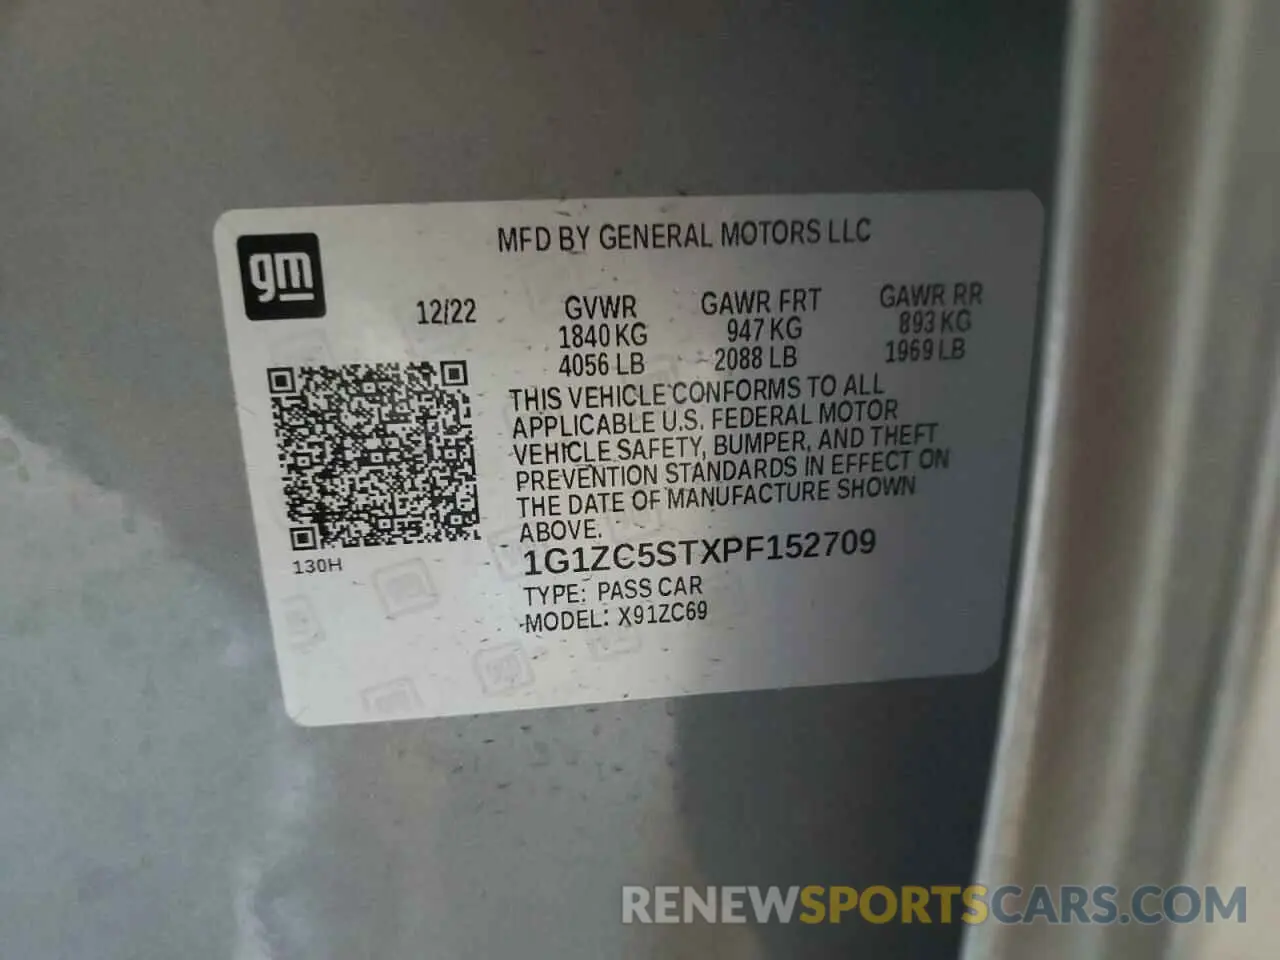 MFD BY GENERAL MOTORS LLC
gm
12/22 GVWR GAWR FRT GAWR RR
1840 KG 947 KG 893 KG
4056 LB 2088 LB 1969 LB
THIS VEHICLE CONFORMS TO ALL
APPLICABLE U.S. FEDERAL MOTOR
VEHICLE SAFETY, BUMPER, AND THEFT
PREVENTION STANDARDS IN EFFECT ON
THE DATE OF MANUFACTURE SHOWN
ABOVE.
130H
1G1ZC5STXPF152709
TYPE: PASS CAR
MODEL: X91ZC69
RENEWSPORTSCARS.COM